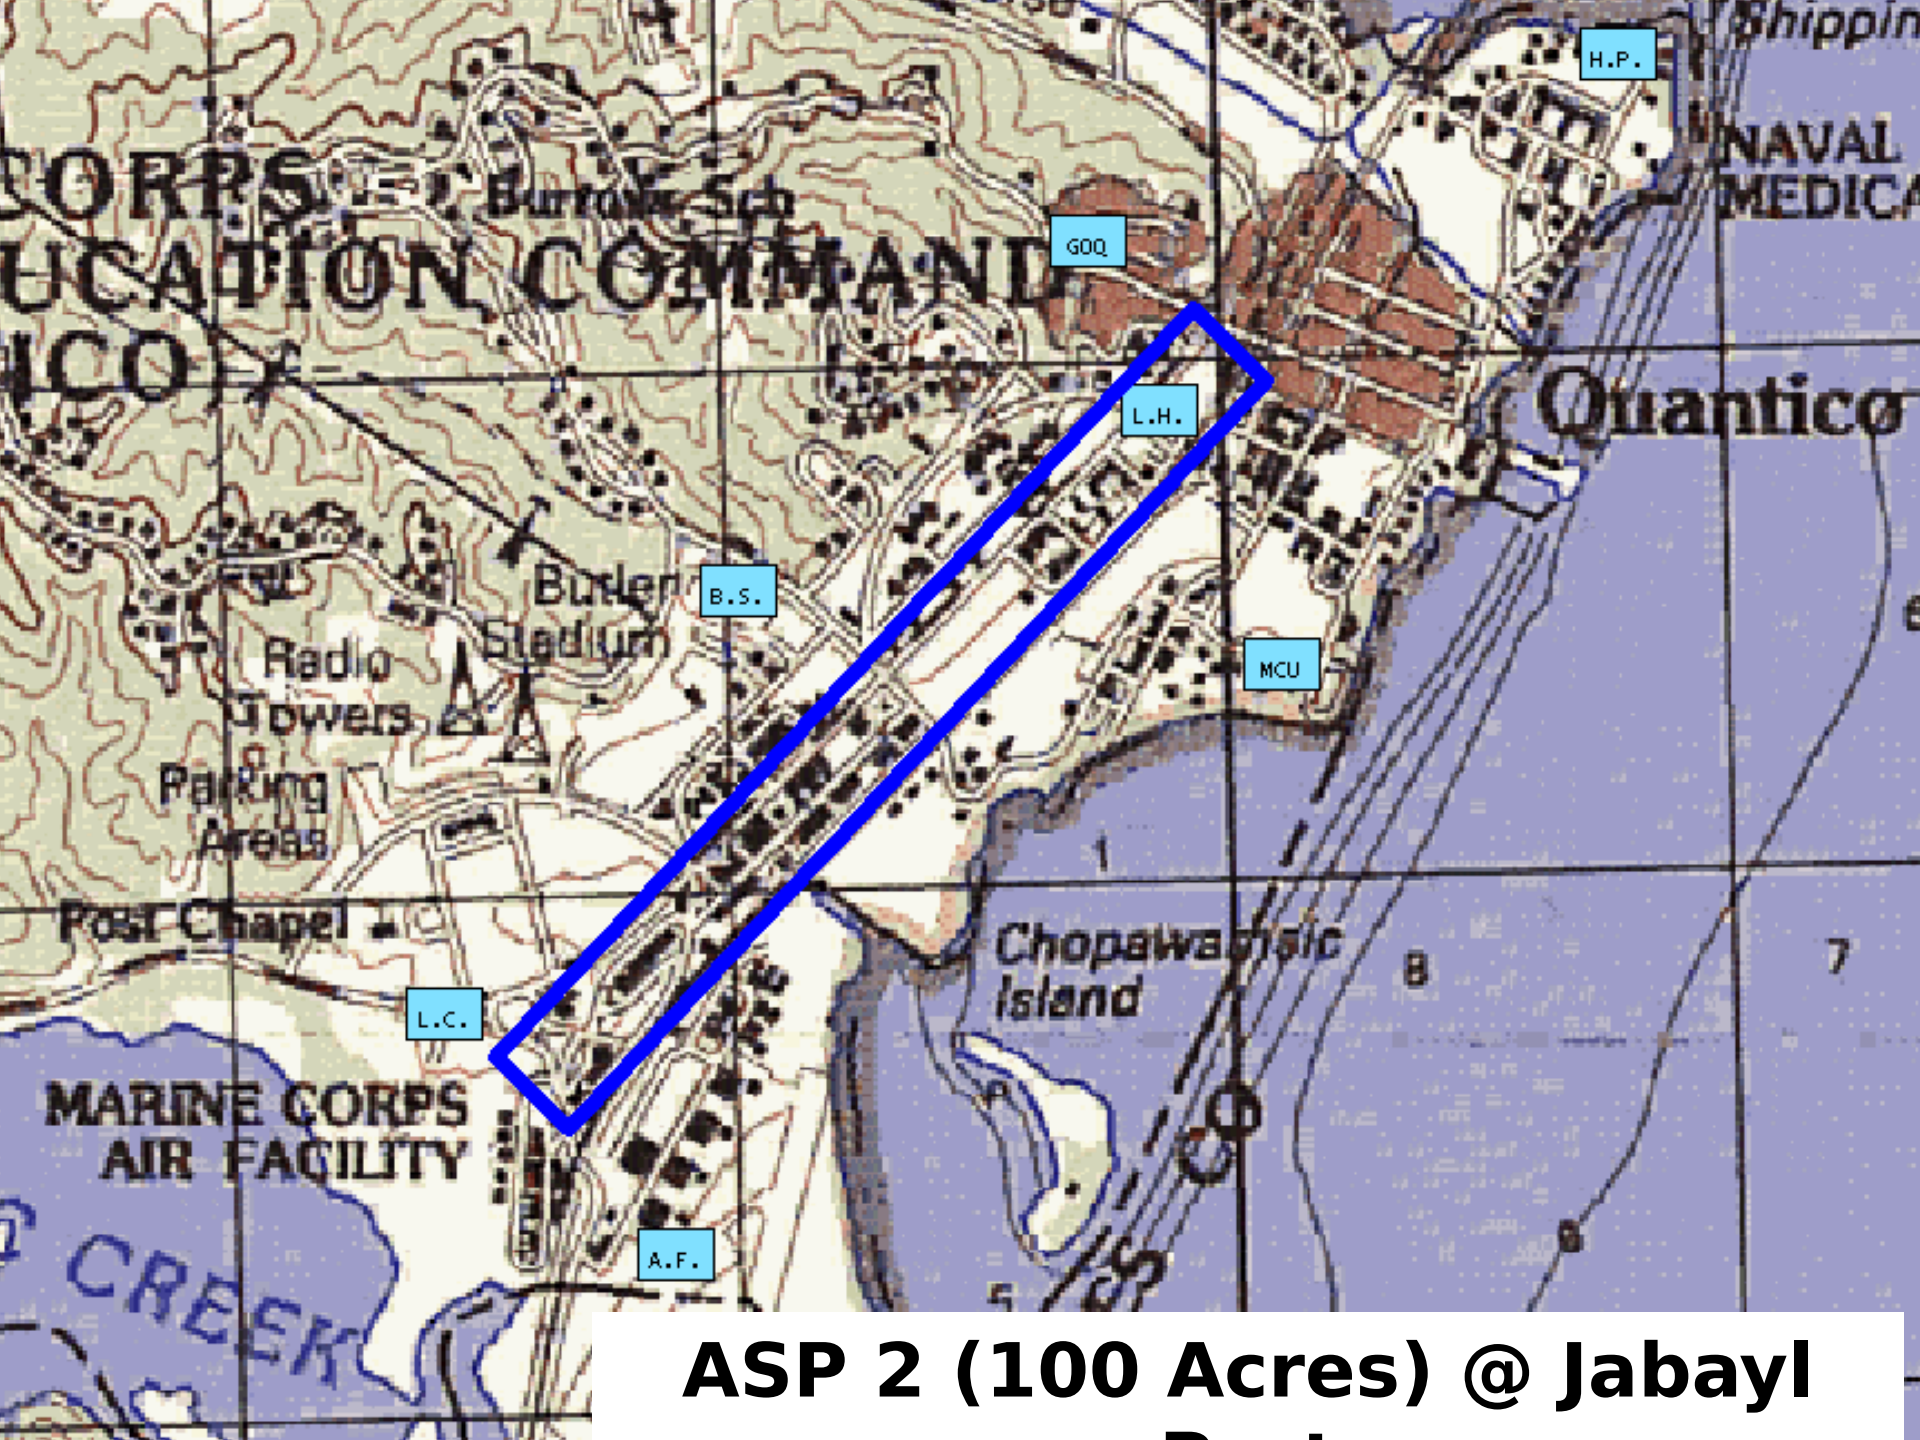 Shippin
H.P.
NAVAL
MEDICA
CORPS
Burrows Sch
GOQ
UCATION COMMAND
ICO
Quantico
L.H.
Butler
Stadium
B.S.
Radio
Towers
MCU
Parking
Areas
1
Post Chapel
Chopawamsic
Island
8
7
L.C.
MARINE CORPS
AIR FACILITY
CREEK
A.F.
6
5
ASP 2 (100 Acres) @ Jabayl